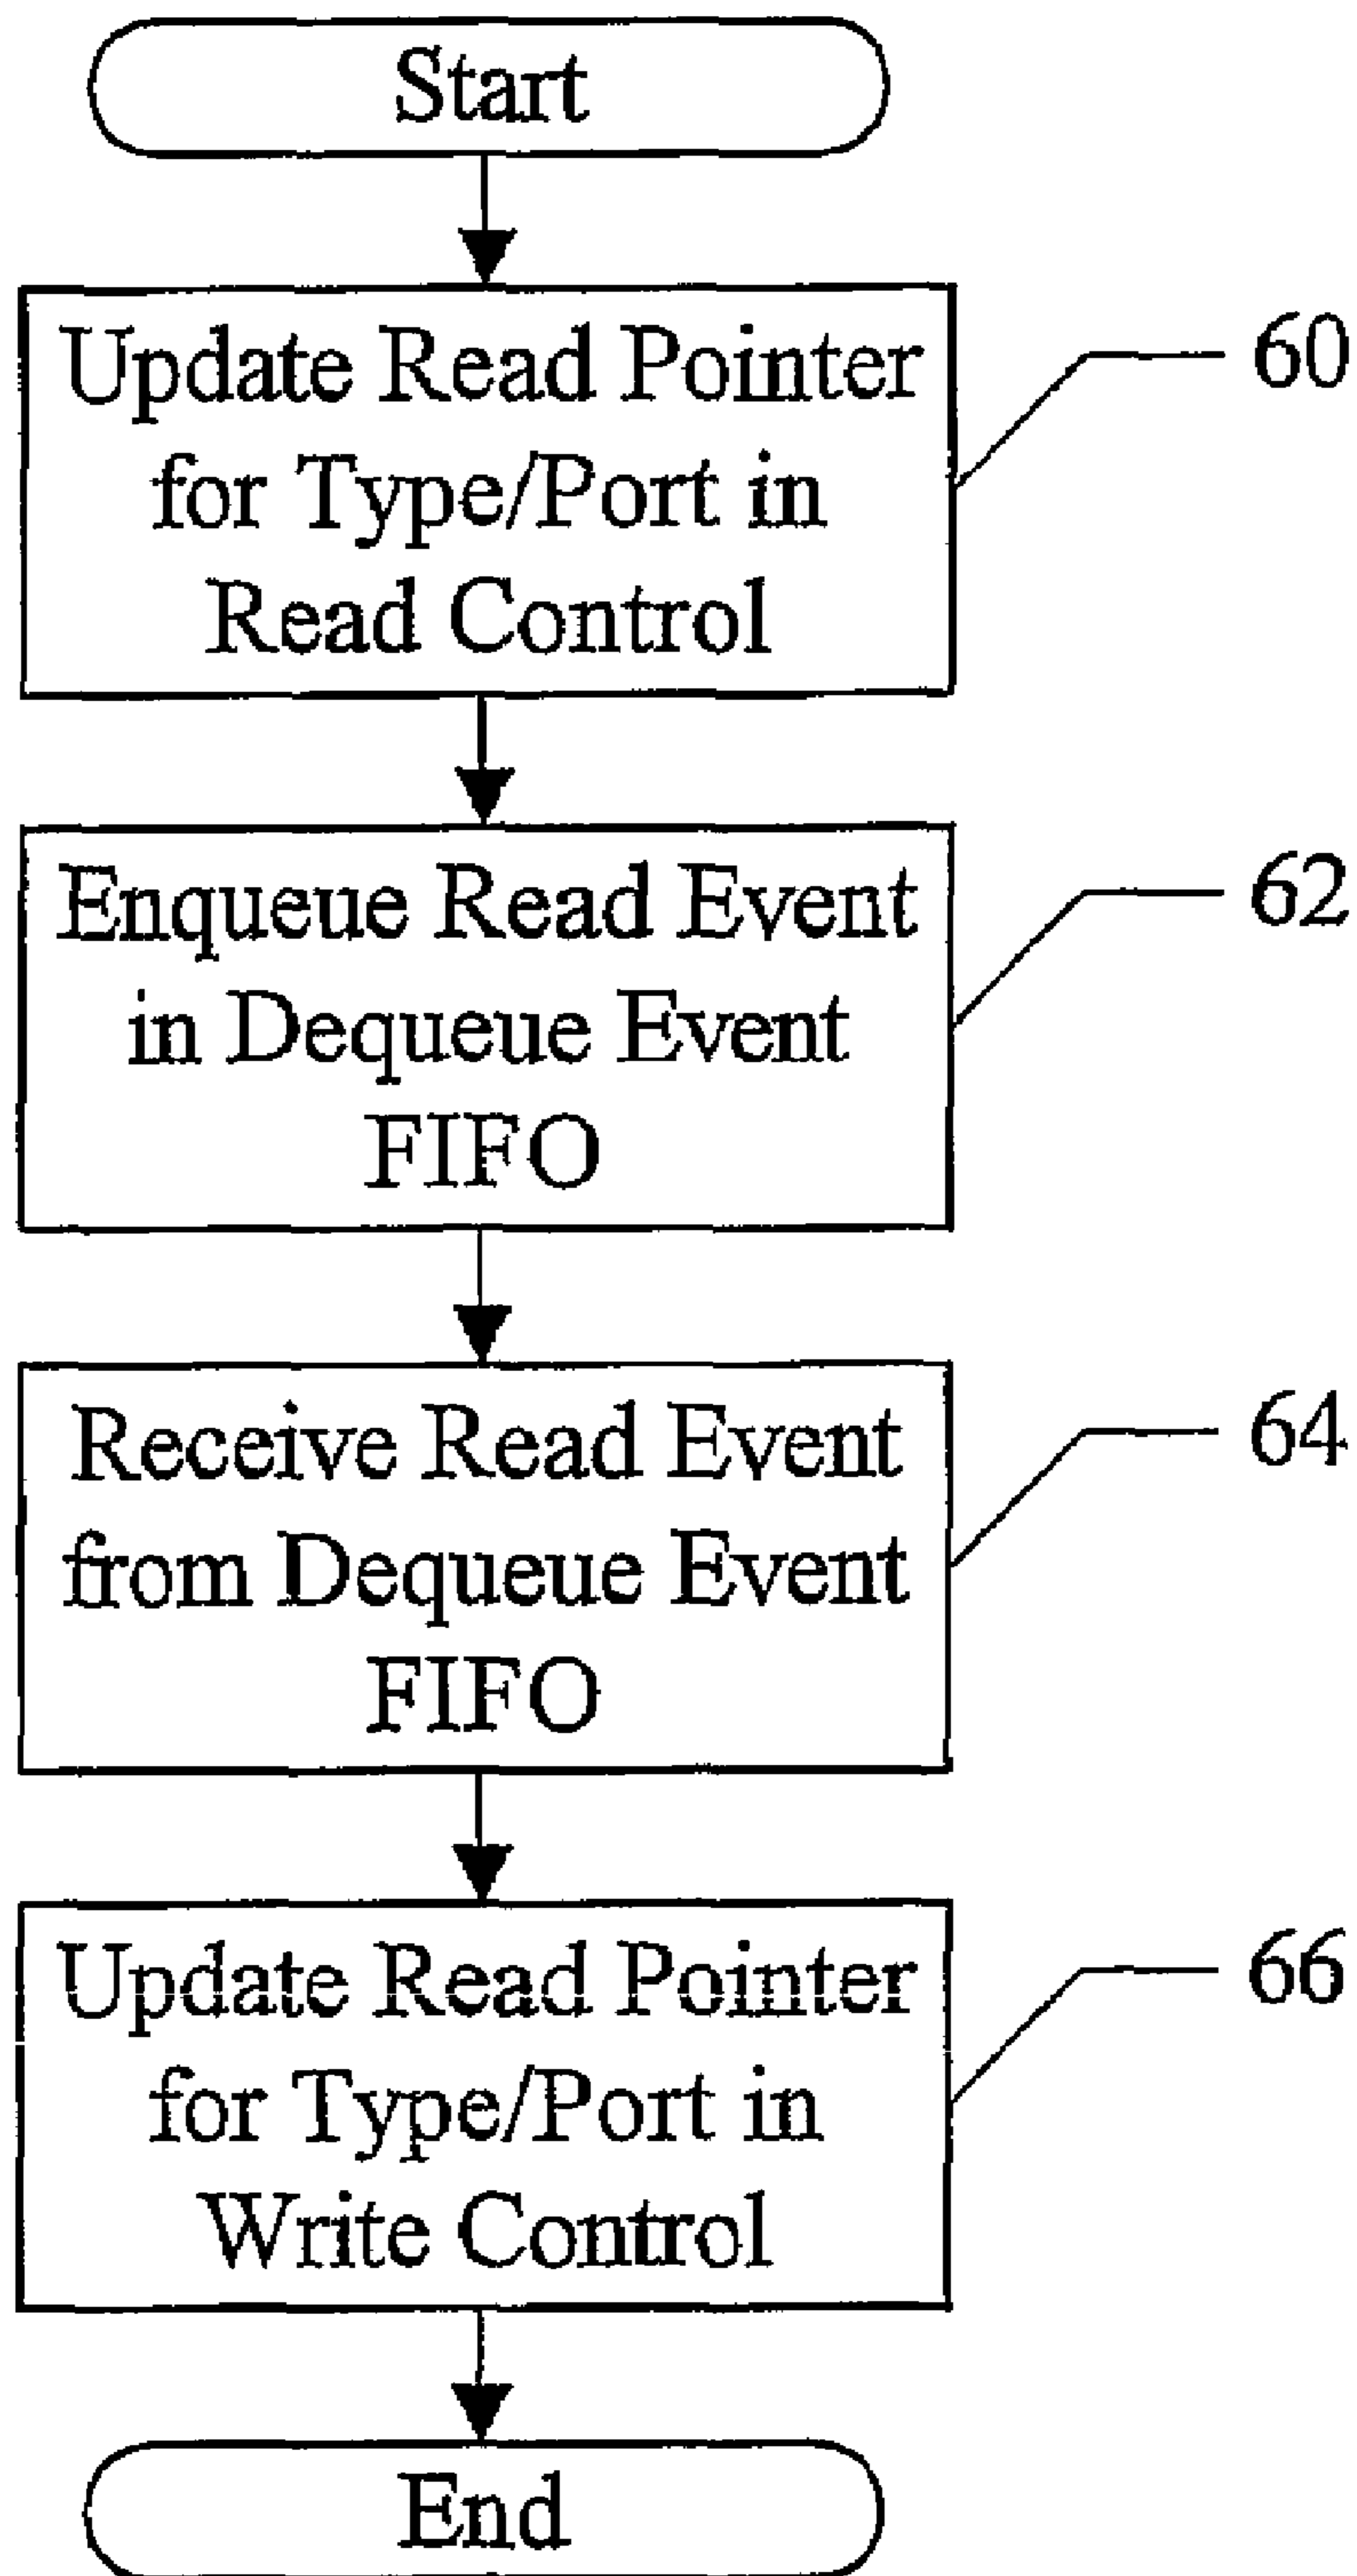 Start
Update Read Pointer
for Type/Port in
Read Control
60
Enqueue Read Event
in Dequeue Event
FIFO
62
Receive Read Event
from Dequeue Event
FIFO
64
Update Read Pointer
for Type/Port in
Write Control
66
End